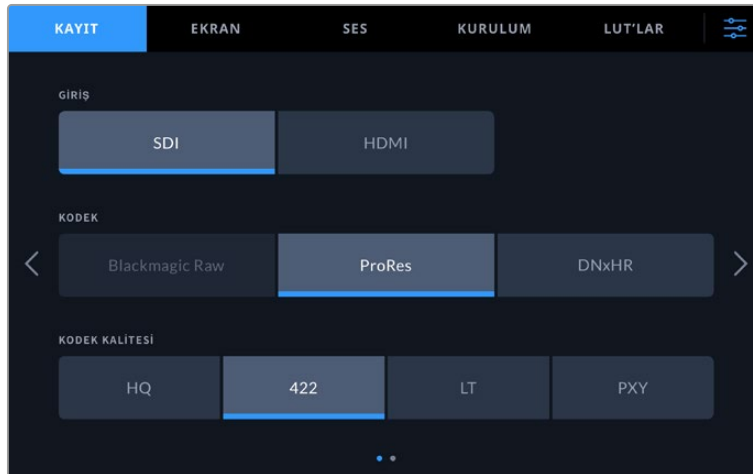 KAYIT EKRAN SES KURULUM LUT'LAR
GİRİŞ
SDI HDMI
KODEK
Blackmagic Raw ProRes DNxHR
KODEK KALİTESİ
HQ 422 LT PXY